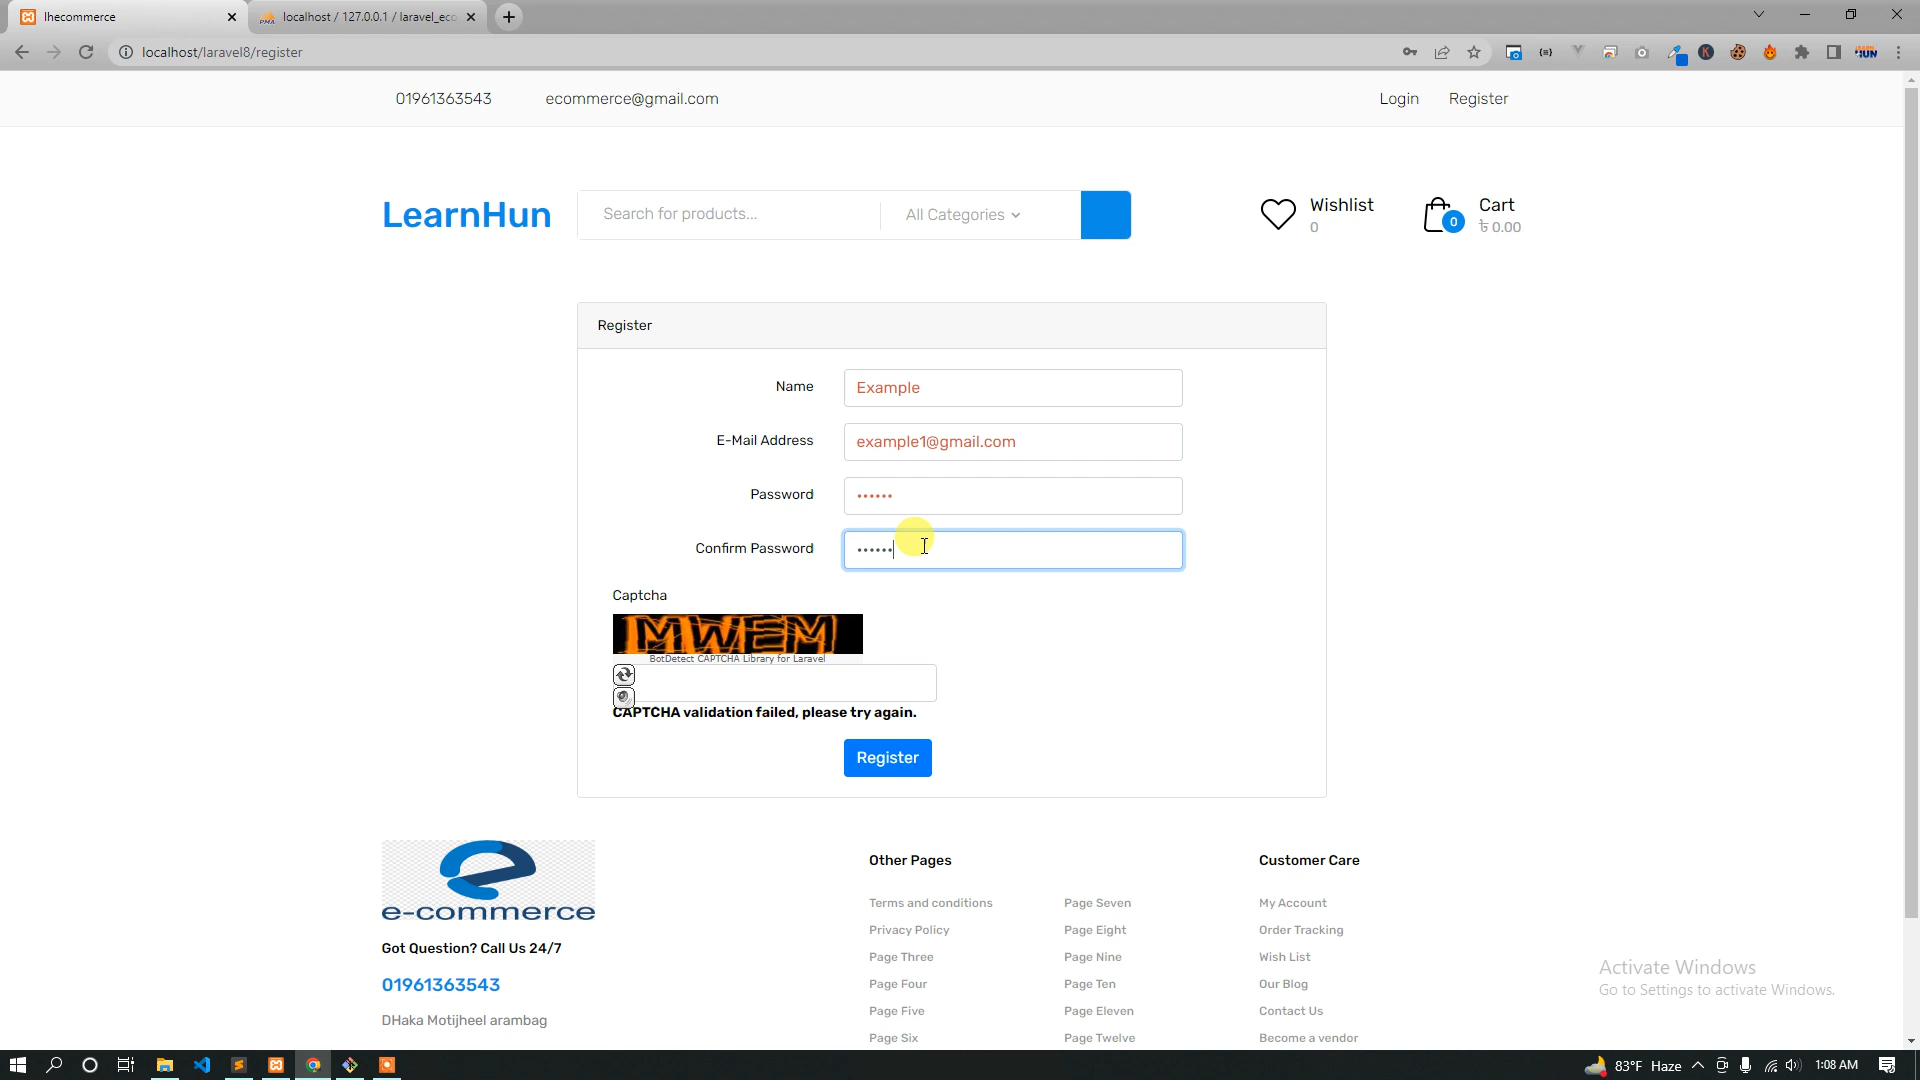 lhecommerce
localhost / 127.0.0.1 / laravel_eco
localhost/laravel8/register
01961363543
ecommerce@gmail.com
Login
Register
LearnHun
Search for products...
All Categories
Wishlist
0
0
Cart
৳ 0.00
Register
Name
Example
E-Mail Address
example1@gmail.com
Password
••••••
Confirm Password
••••••
Captcha
MWEM
BotDetect CAPTCHA Library for Laravel
CAPTCHA validation failed, please try again.
Register
e-commerce
Got Question? Call Us 24/7
01961363543
DHaka Motijheel arambag
Other Pages
Terms and conditions
Privacy Policy
Page Three
Page Four
Page Five
Page Six
Page Seven
Page Eight
Page Nine
Page Ten
Page Eleven
Page Twelve
Customer Care
My Account
Order Tracking
Wish List
Our Blog
Contact Us
Become a vendor
Activate Windows
Go to Settings to activate Windows.
83°F Haze
1:08 AM